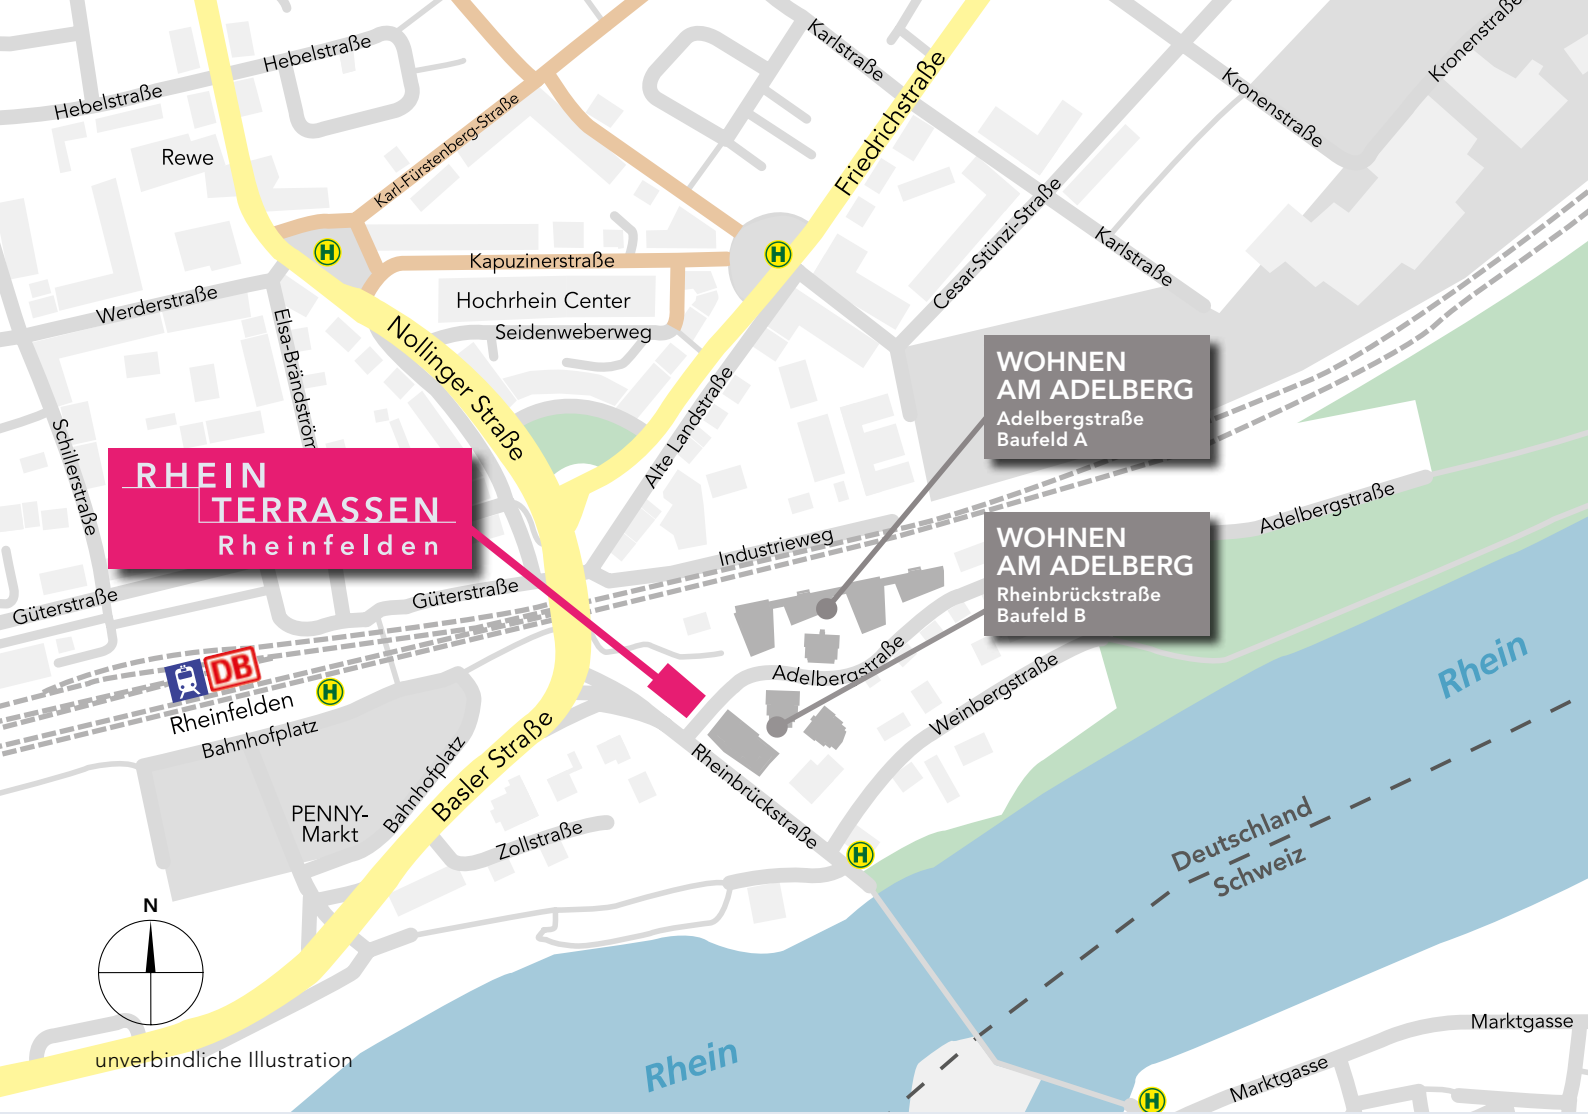 Hebelstraße
Hebelstraße
Rewe
Karl-Fürstenberg-Straße
Karlstraße
Friedrichstraße
Kronenstraße
Kronenstraße
H
H
Kapuzinerstraße
Hochrhein Center
Seidenweberweg
Cesar-Stünzi-Straße
Karlstraße
Werderstraße
Elsa-Brändström
Nollinger Straße
Alte Landstraße
Schillerstraße
WOHNEN
AM ADELBERG
Adelbergstraße
Baufeld A
RHEIN
TERRASSEN
Rheinfelden
Industrieweg
Adelbergstraße
WOHNEN
AM ADELBERG
Rheinbrückstraße
Baufeld B
Güterstraße
Güterstraße
DB
Rheinfelden
H
Bahnhofplatz
Adelbergstraße
Weinbergstraße
Rhein
Basler Straße
Bahnhofplatz
Rheinbrückstraße
PENNY-
Markt
Zollstraße
H
Deutschland
Schweiz
N
unverbindliche Illustration
Rhein
Marktgasse
Marktgasse
H